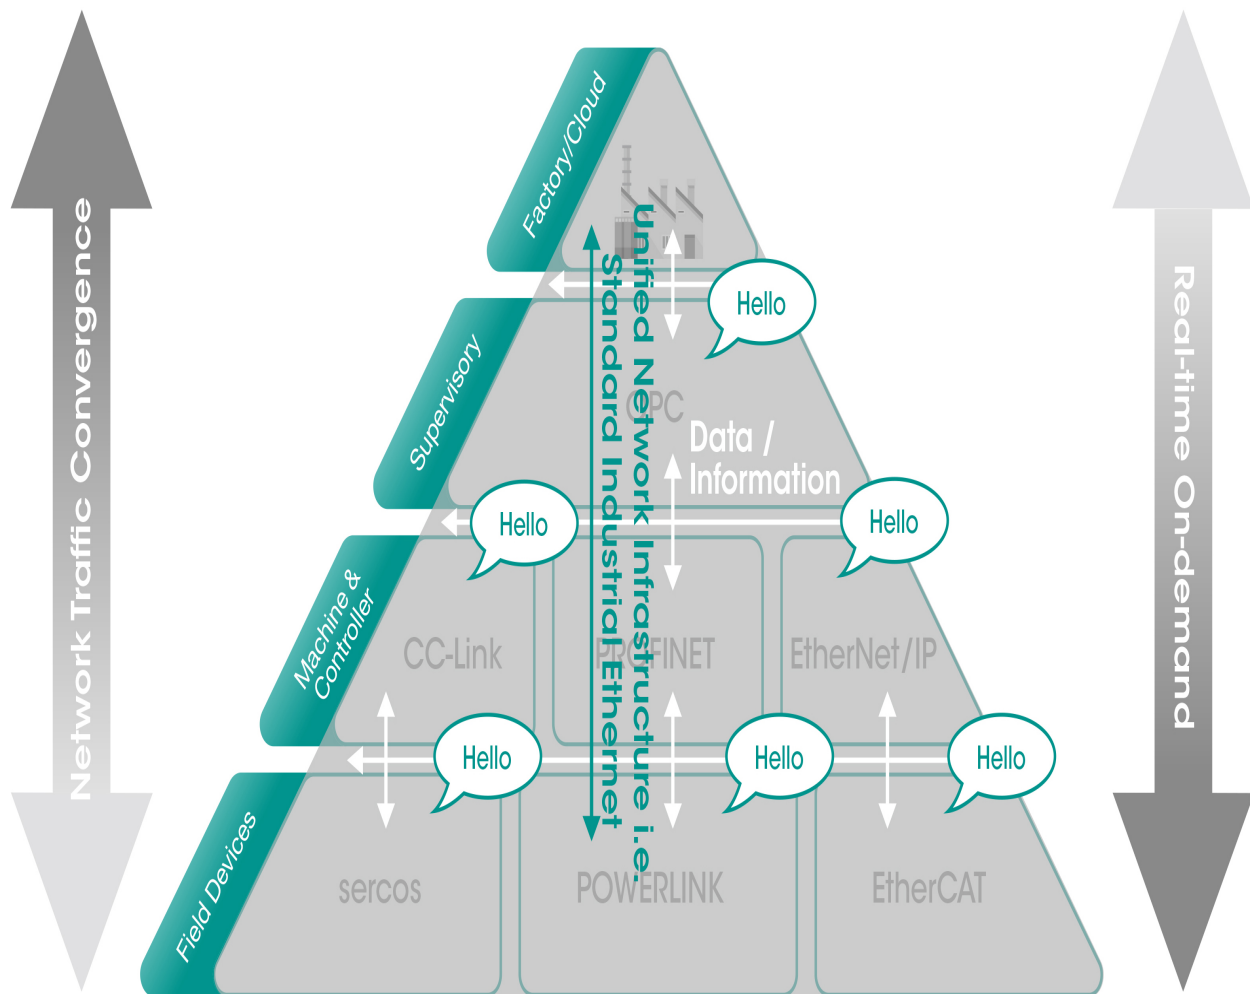 Factory/Cloud
Hello
Supervisory
OPC
Data /
Information
Hello
Hello
Machine &
Controller
CC-Link
PROFINET
EtherNet/IP
Hello
Hello
Hello
Field Devices
sercos
POWERLINK
EtherCAT
Unified Network Infrastructure i.e.
Standard Industrial Ethernet
Network Traffic Convergence
Real-time On-demand